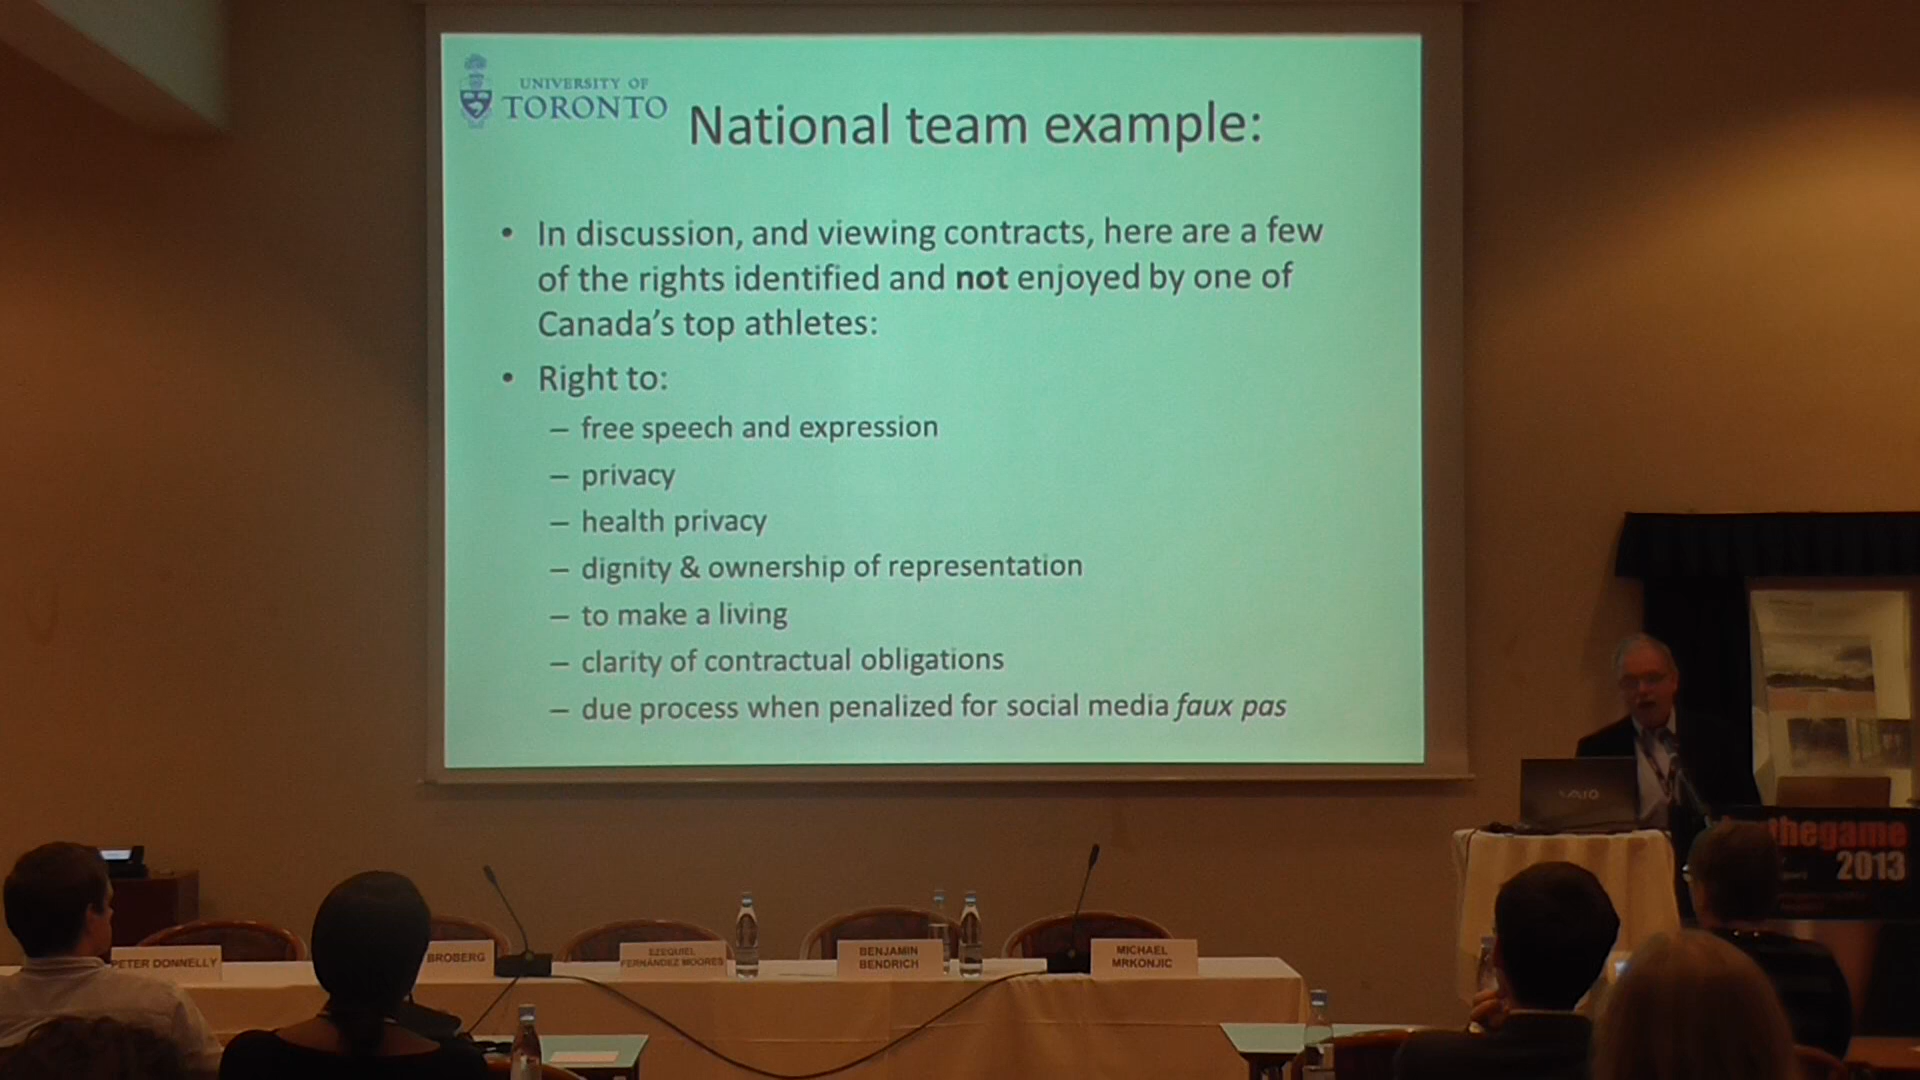 UNIVERSITY OF
TORONTO
National team example:
• In discussion, and viewing contracts, here are a few
of the rights identified and not enjoyed by one of
Canada's top athletes:
• Right to:
– free speech and expression
– privacy
– health privacy
– dignity & ownership of representation
– to make a living
– clarity of contractual obligations
– due process when penalized for social media faux pas
VAIO
thegame
2013
PETER DONNELLY
BROBERG
EZEQUIEL
FERNÁNDEZ MOORES
BENJAMIN
BENDRICH
MICHAEL
MRKONJIC